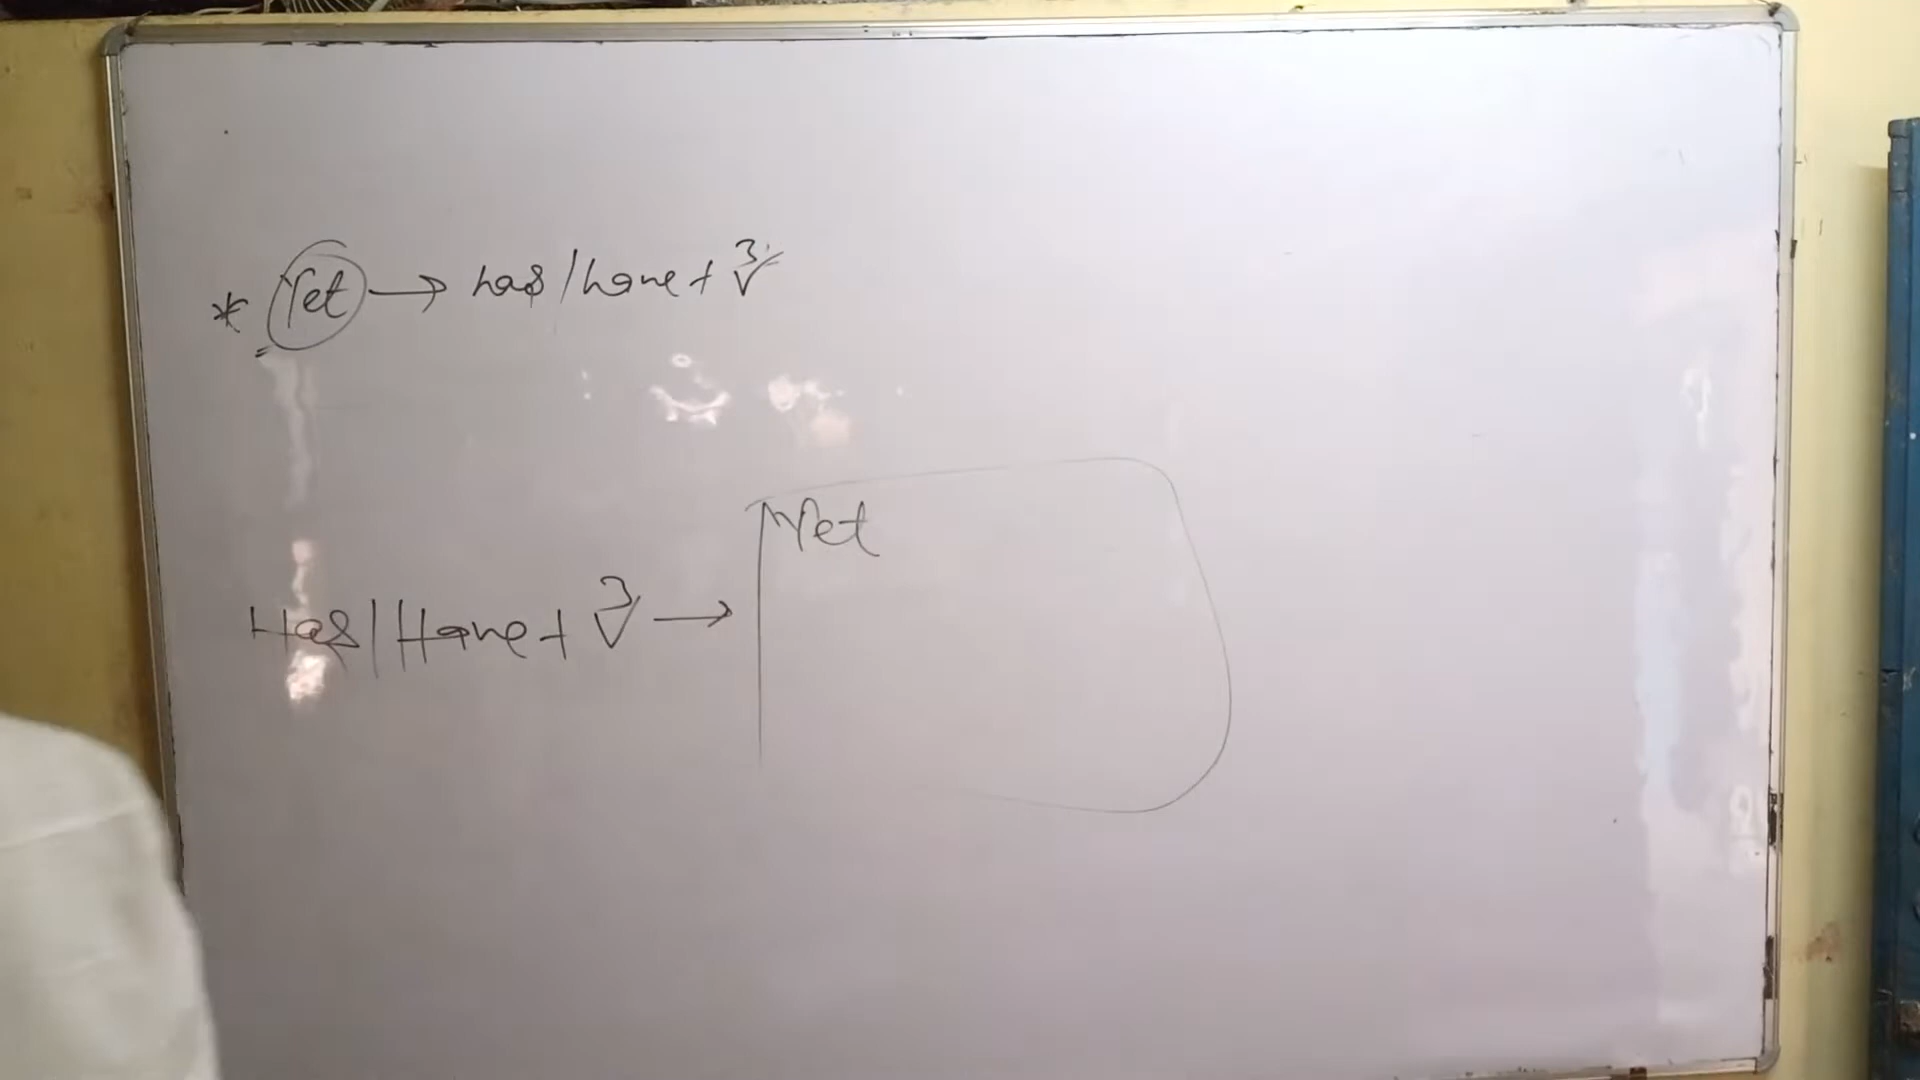 * Yet → has/have + V³
Yet
Has/Have + V³ →